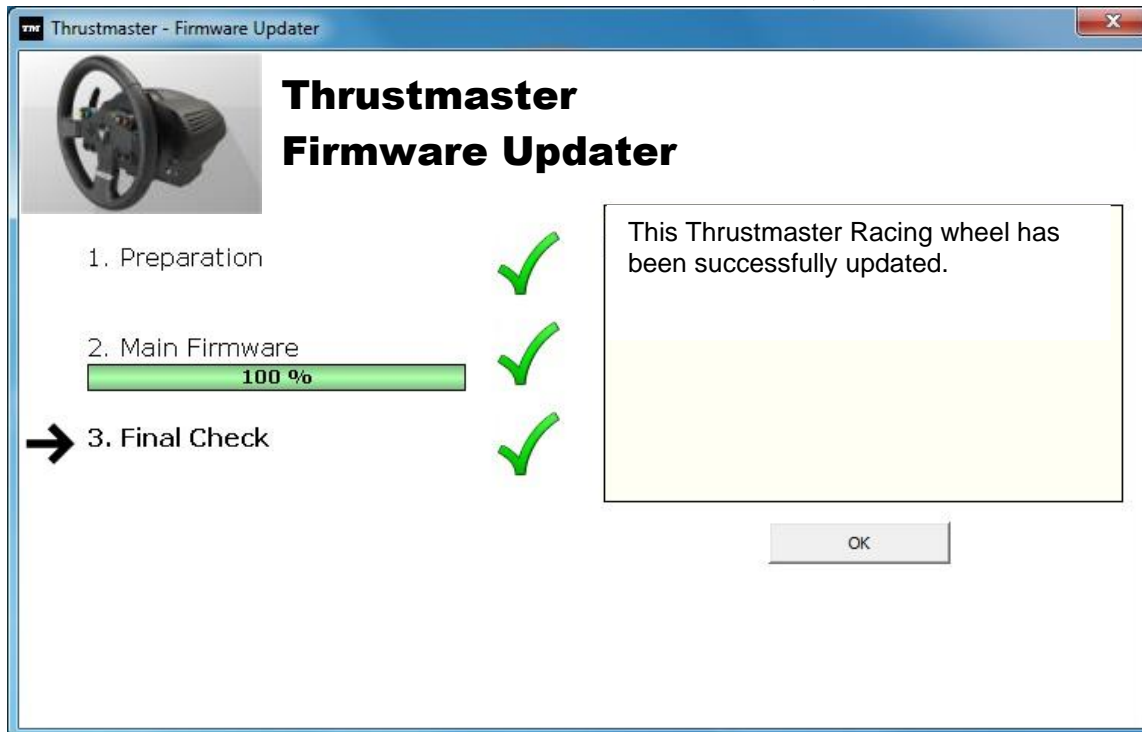 TM Thrustmaster - Firmware Updater
X
Thrustmaster
Firmware Updater
This Thrustmaster Racing wheel has
been successfully updated.
1. Preparation
2. Main Firmware
100 %
3. Final Check
OK